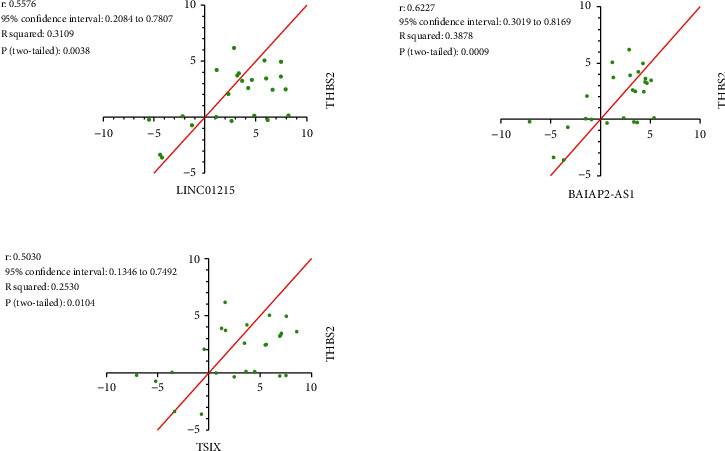 r: 0.5576
95% confidence interval: 0.2084 to 0.7807
R squared: 0.3109
P (two-tailed): 0.0038
10
5
−10
−5
5
10
−5
THBS2
LINC01215
r: 0.6227
95% confidence interval: 0.3019 to 0.8169
R squared: 0.3878
P (two-tailed): 0.0009
10
5
−10
−5
5
10
−5
THBS2
BAIAP2-AS1
r: 0.5030
95% confidence interval: 0.1346 to 0.7492
R squared: 0.2530
P (two-tailed): 0.0104
10
5
−10
−5
5
10
−5
THBS2
TSIX